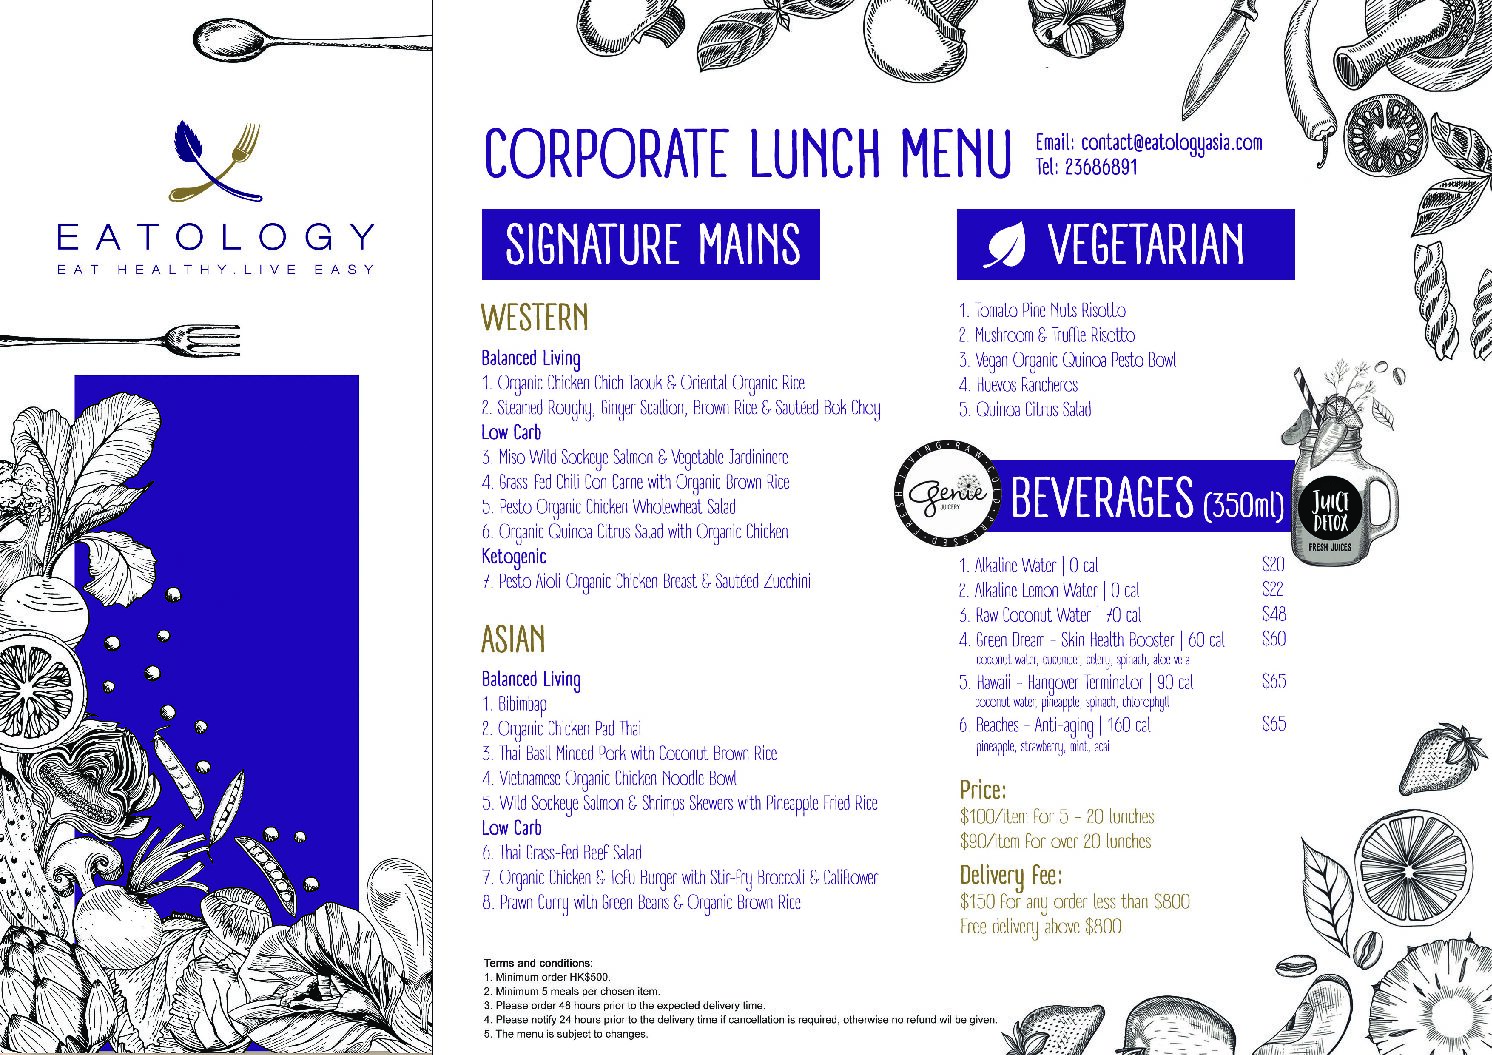 EATOLOGY
EAT HEALTHY.LIVE EASY
CORPORATE LUNCH MENU
Email: contact@eatologyasia.com
Tel: 23686891
SIGNATURE MAINS
WESTERN
Balanced Living
1. Organic Chicken Chich Taouk & Oriental Organic Rice
2. Steamed Roughy, Ginger Scallion, Brown Rice & Sautéed Bok Choy
Low Carb
3. Miso Wild Sockeye Salmon & Vegetable Jardininere
4. Grass-fed Chili Con Carne with Organic Brown Rice
5. Pesto Organic Chicken Wholewheat Salad
6. Organic Quinoa Citrus Salad with Organic Chicken
Ketogenic
7. Pesto Aioli Organic Chicken Breast & Sautéed Zucchini
ASIAN
Balanced Living
1. Bibimbap
2. Organic Chicken Pad Thai
3. Thai Basil Minced Pork with Coconut Brown Rice
4. Vietnamese Organic Chicken Noodle Bowl
5. Wild Sockeye Salmon & Shrimps Skewers with Pineapple Fried Rice
Low Carb
6. Thai Grass-fed Beef Salad
7. Organic Chicken & Tofu Burger with Stir-fry Broccoli & Califlower
8. Prawn Curry with Green Beans & Organic Brown Rice
Terms and conditions:
1. Minimum order HK$500.
2. Minimum 5 meals per chosen item.
3. Please order 48 hours prior to the expected delivery time.
4. Please notify 24 hours prior to the delivery time if cancellation is required, otherwise no refund wil be given.
5. The menu is subject to changes.
VEGETARIAN
1. Tomato Pine Nuts Risotto
2. Mushroom & Truffle Risotto
3. Vegan Organic Quinoa Pesto Bowl
4. Huevos Rancheros
5. Quinoa Citrus Salad
LIVING · RAW · COLD PRESSED · FRESH
Genie
JUICERY
BEVERAGES (350ml)
JUICE
DETOX
FRESH JUICES
1. Alkaline Water | 0 cal $20
2. Alkaline Lemon Water | 0 cal $22
3. Raw Coconut Water | 70 cal $48
4. Green Dream - Skin Health Booster | 60 cal $60
coconut water, cucumber, celery, spinach, aloe vera
5. Hawaii - Hangover Terminator | 90 cal $65
coconut water, pineapple, spinach, chlorophyll
6. Beaches - Anti-aging | 160 cal $65
pineapple, strawberry, mint, acai
Price:
$100/item for 5 - 20 lunches
$90/item for over 20 lunches
Delivery fee:
$150 for any order less than $800
Free delivery above $800